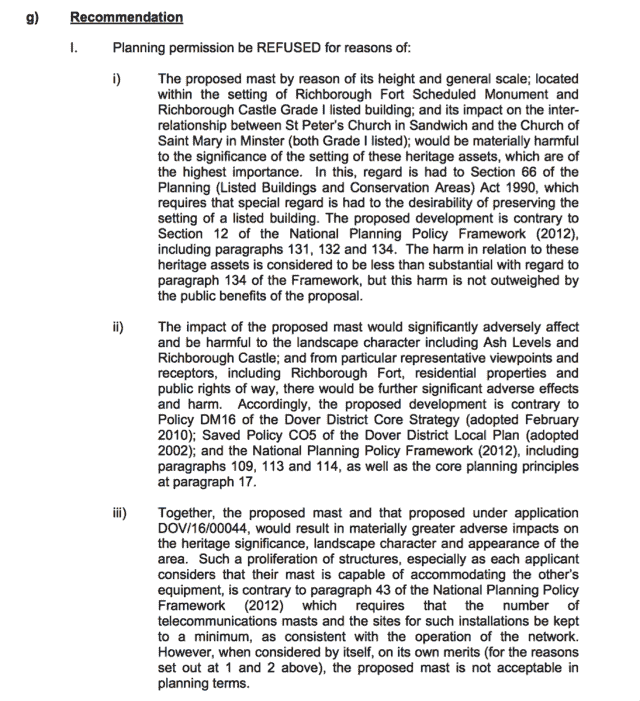 g) Recommendation
I. Planning permission be REFUSED for reasons of:
i) The proposed mast by reason of its height and general scale; located
within the setting of Richborough Fort Scheduled Monument and
Richborough Castle Grade I listed building; and its impact on the inter-
relationship between St Peter's Church in Sandwich and the Church of
Saint Mary in Minster (both Grade I listed); would be materially harmful
to the significance of the setting of these heritage assets, which are of
the highest importance. In this, regard is had to Section 66 of the
Planning (Listed Buildings and Conservation Areas) Act 1990, which
requires that special regard is had to the desirability of preserving the
setting of a listed building. The proposed development is contrary to
Section 12 of the National Planning Policy Framework (2012),
including paragraphs 131, 132 and 134. The harm in relation to these
heritage assets is considered to be less than substantial with regard to
paragraph 134 of the Framework, but this harm is not outweighed by
the public benefits of the proposal.
ii) The impact of the proposed mast would significantly adversely affect
and be harmful to the landscape character including Ash Levels and
Richborough Castle; and from particular representative viewpoints and
receptors, including Richborough Fort, residential properties and
public rights of way, there would be further significant adverse effects
and harm. Accordingly, the proposed development is contrary to
Policy DM16 of the Dover District Core Strategy (adopted February
2010); Saved Policy CO5 of the Dover District Local Plan (adopted
2002); and the National Planning Policy Framework (2012), including
paragraphs 109, 113 and 114, as well as the core planning principles
at paragraph 17.
iii) Together, the proposed mast and that proposed under application
DOV/16/00044, would result in materially greater adverse impacts on
the heritage significance, landscape character and appearance of the
area. Such a proliferation of structures, especially as each applicant
considers that their mast is capable of accommodating the other's
equipment, is contrary to paragraph 43 of the National Planning Policy
Framework (2012) which requires that the number of
telecommunications masts and the sites for such installations be kept
to a minimum, as consistent with the operation of the network.
However, when considered by itself, on its own merits (for the reasons
set out at 1 and 2 above), the proposed mast is not acceptable in
planning terms.